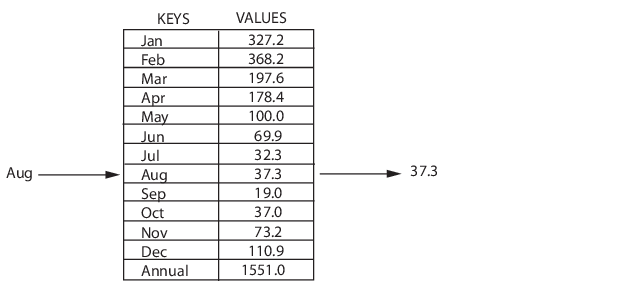 KEYS VALUES
Jan 327.2
Feb 368.2
Mar 197.6
Apr 178.4
May 100.0
Jun 69.9
Jul 32.3
Aug Aug 37.3 37.3
Sep 19.0
Oct 37.0
Nov 73.2
Dec 110.9
Annual 1551.0